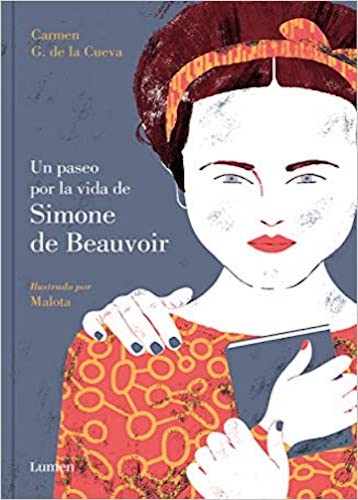 Carmen
G. de la Cueva
Un paseo
por la vida de
Simone
de Beauvoir
Ilustrado por
Malota
Lumen